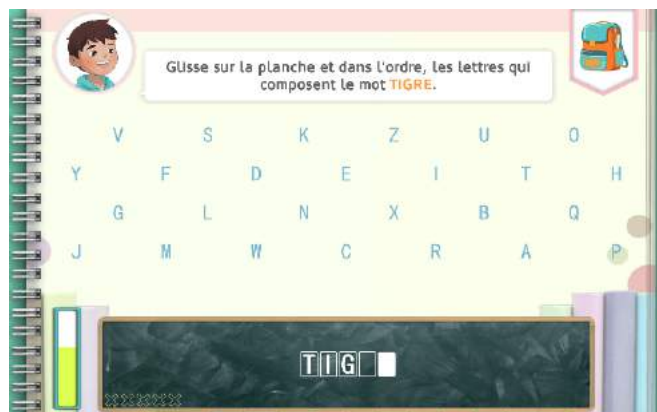 Glisse sur la planche et dans l'ordre, les lettres qui
composent le mot TIGRE.
V S K Z U O
Y F D E I T H
G L N X B Q
J M W C R A P
TIG